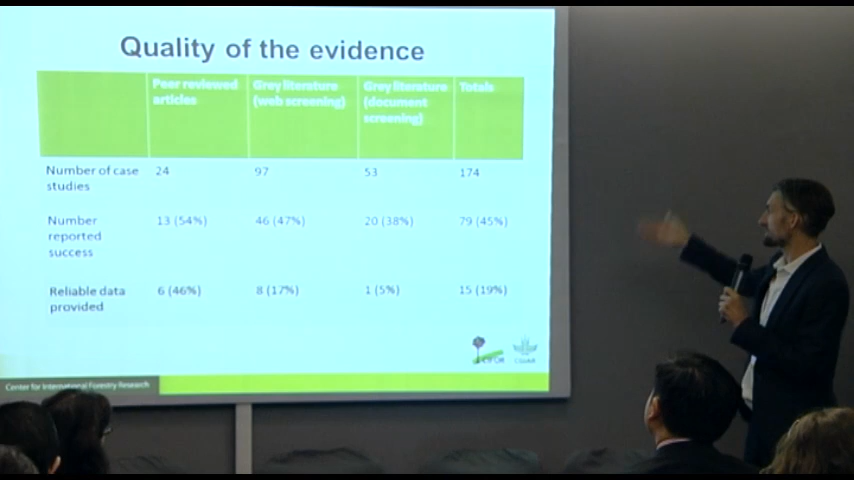 Quality of the evidence
Peer reviewed articles
Grey literature (web screening)
Grey literature (document screening)
Totals
Number of case studies
24
97
53
174
Number reported success
13 (54%)
46 (47%)
20 (38%)
79 (45%)
Reliable data provided
6 (46%)
8 (17%)
1 (5%)
15 (19%)
CIFOR
CGIAR
Center for International Forestry Research